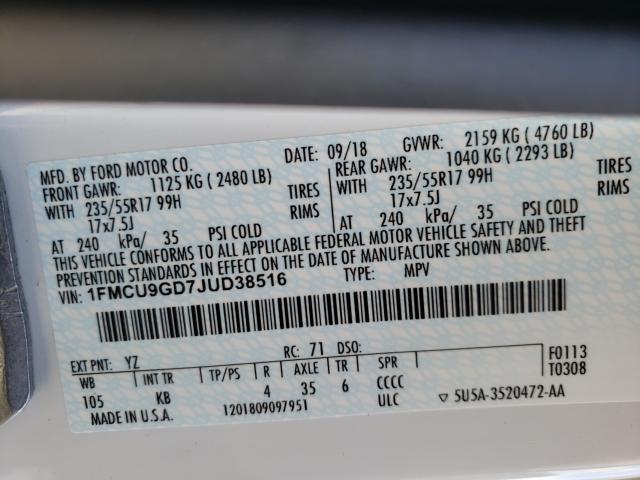 MFD. BY FORD MOTOR CO.
DATE: 09/18 GVWR: 2159 KG ( 4760 LB)
FRONT GAWR: 1125 KG ( 2480 LB) REAR GAWR: 1040 KG ( 2293 LB)
WITH 235/55R17 99H TIRES WITH 235/55R17 99H TIRES
17x7.5J RIMS 17x7.5J RIMS
AT 240 kPa/ 35 PSI COLD AT 240 kPa/ 35 PSI COLD
THIS VEHICLE CONFORMS TO ALL APPLICABLE FEDERAL MOTOR VEHICLE SAFETY AND THEFT
PREVENTION STANDARDS IN EFFECT ON THE DATE OF MANUFACTURE SHOWN ABOVE.
VIN: 1FMCU9GD7JUD38516 TYPE: MPV
EXT PNT: YZ RC: 71 DSO: F0113
WB INT TR TP/PS R AXLE TR SPR T0308
105 KB 4 35 6 CCCC
MADE IN U.S.A. 1201809097951 ULC ▽ 5U5A-3520472-AA